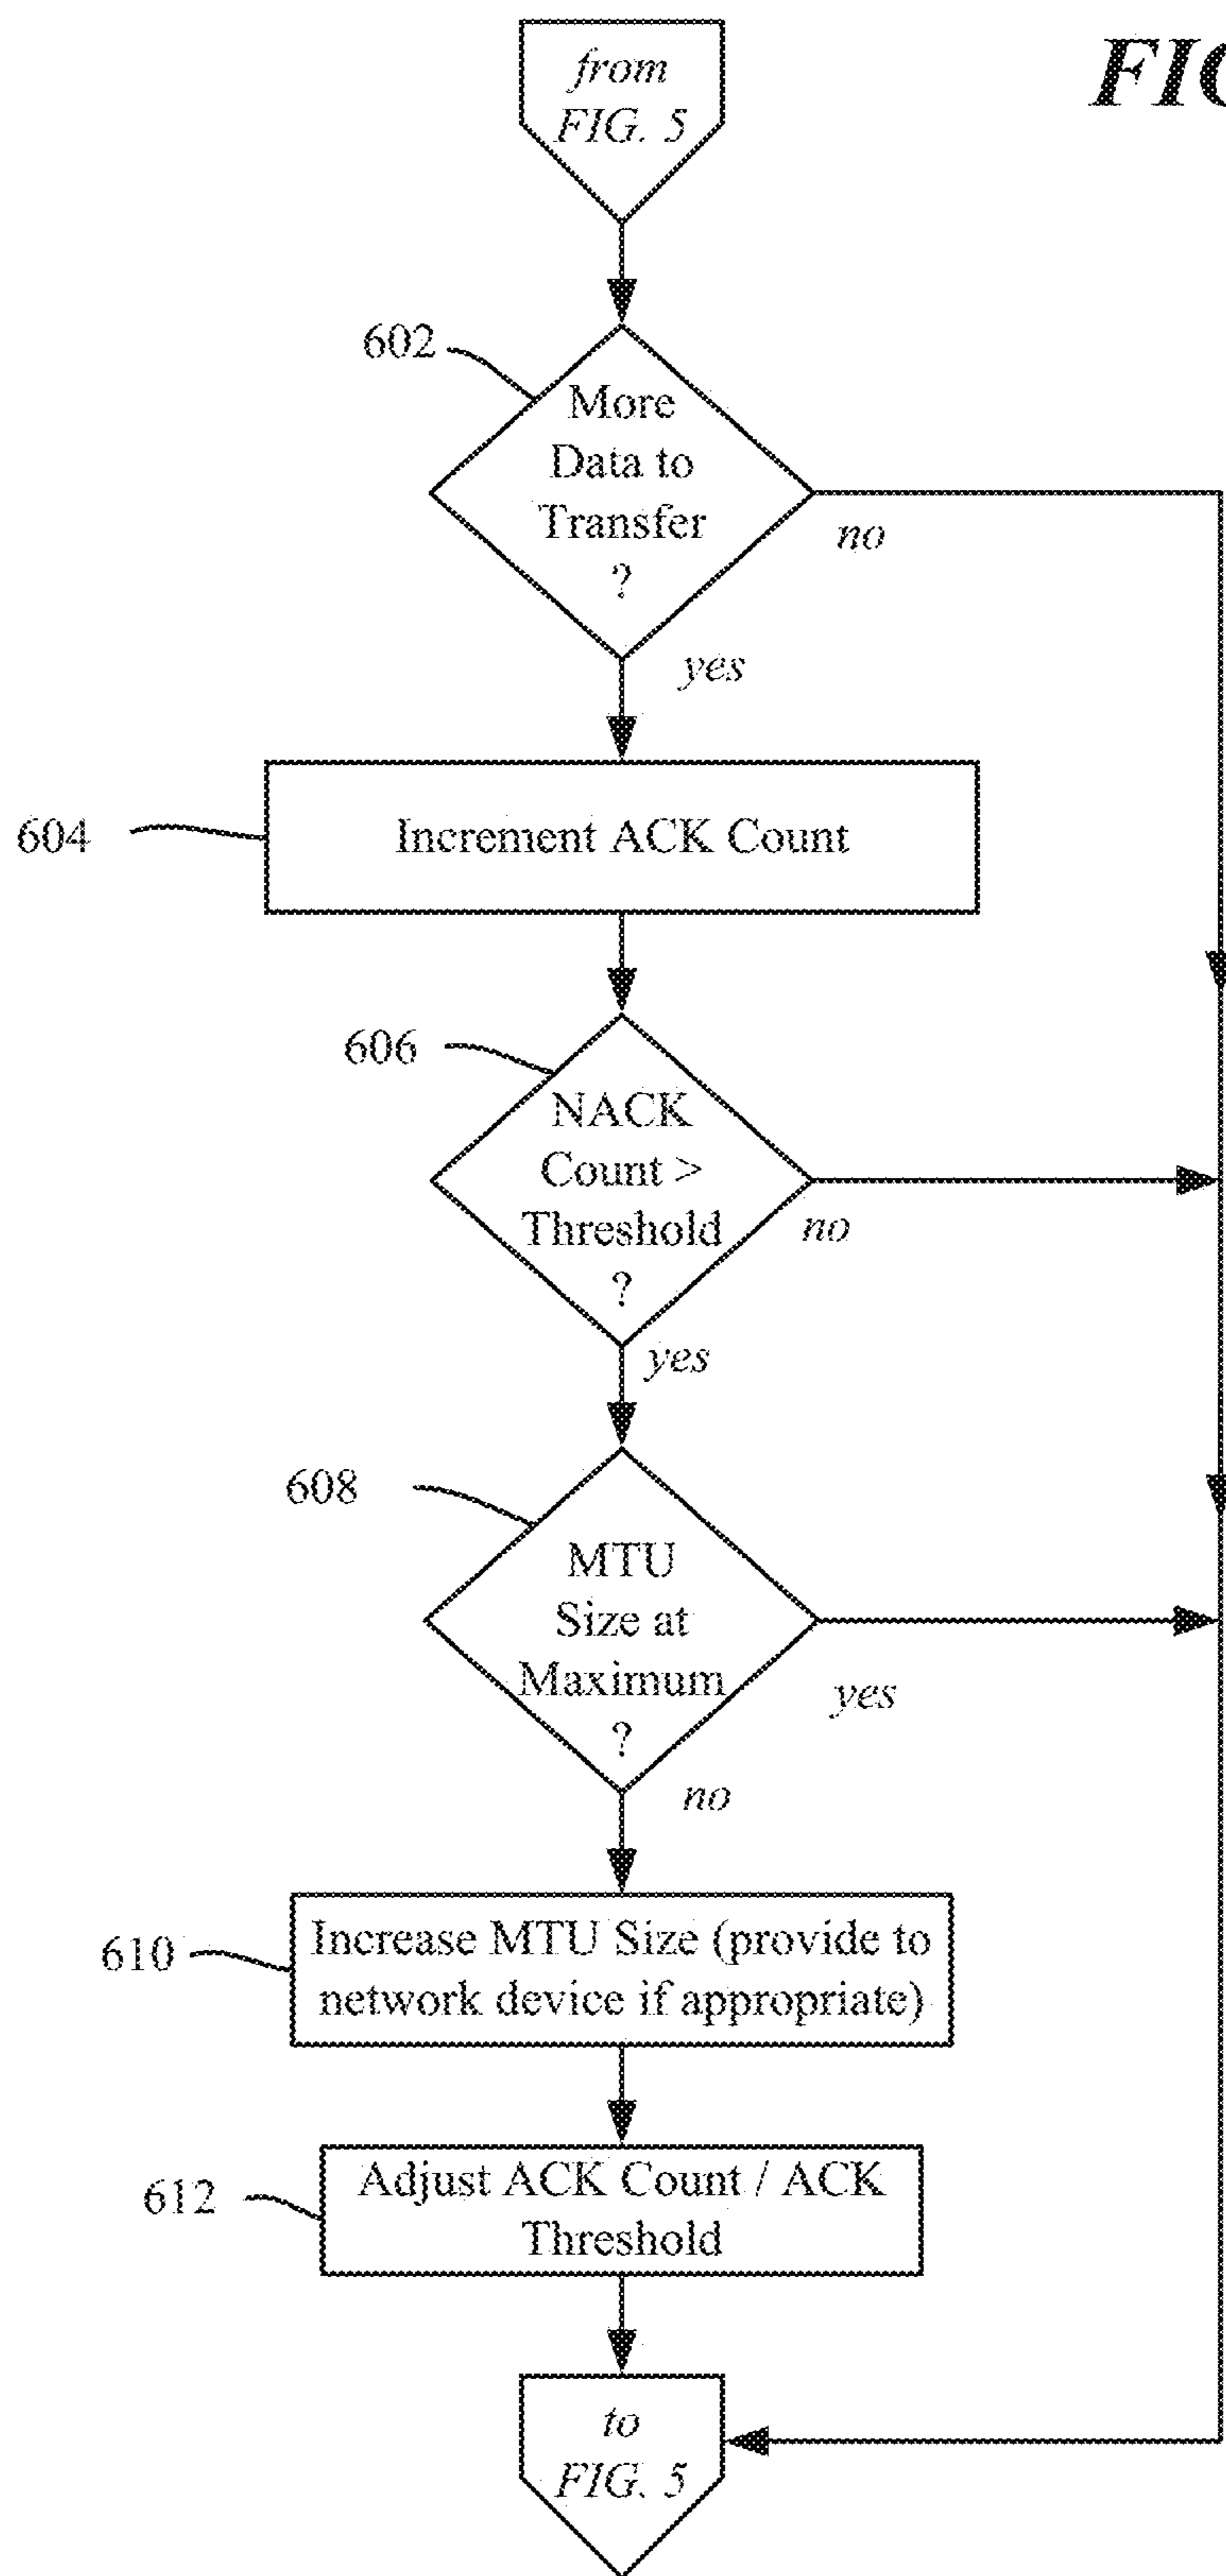 from
FIG. 5
FIG
602
More
Data to
Transfer
?
no
yes
604
Increment ACK Count
606
NACK
Count >
Threshold
?
no
yes
608
MTU
Size at
Maximum
?
yes
no
610
Increase MTU Size (provide to
network device if appropriate)
612
Adjust ACK Count / ACK
Threshold
to
FIG. 5